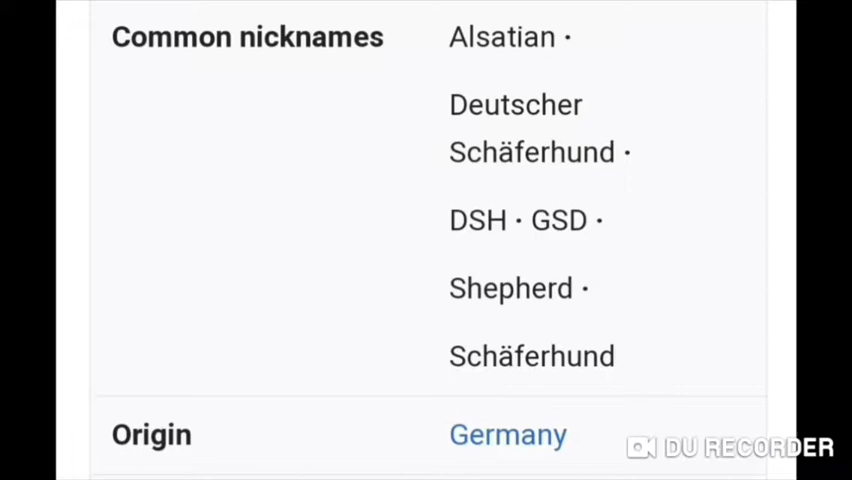 Common nicknames Alsatian ·
Deutscher
Schäferhund ·
DSH · GSD ·
Shepherd ·
Schäferhund
Origin Germany
DU RECORDER